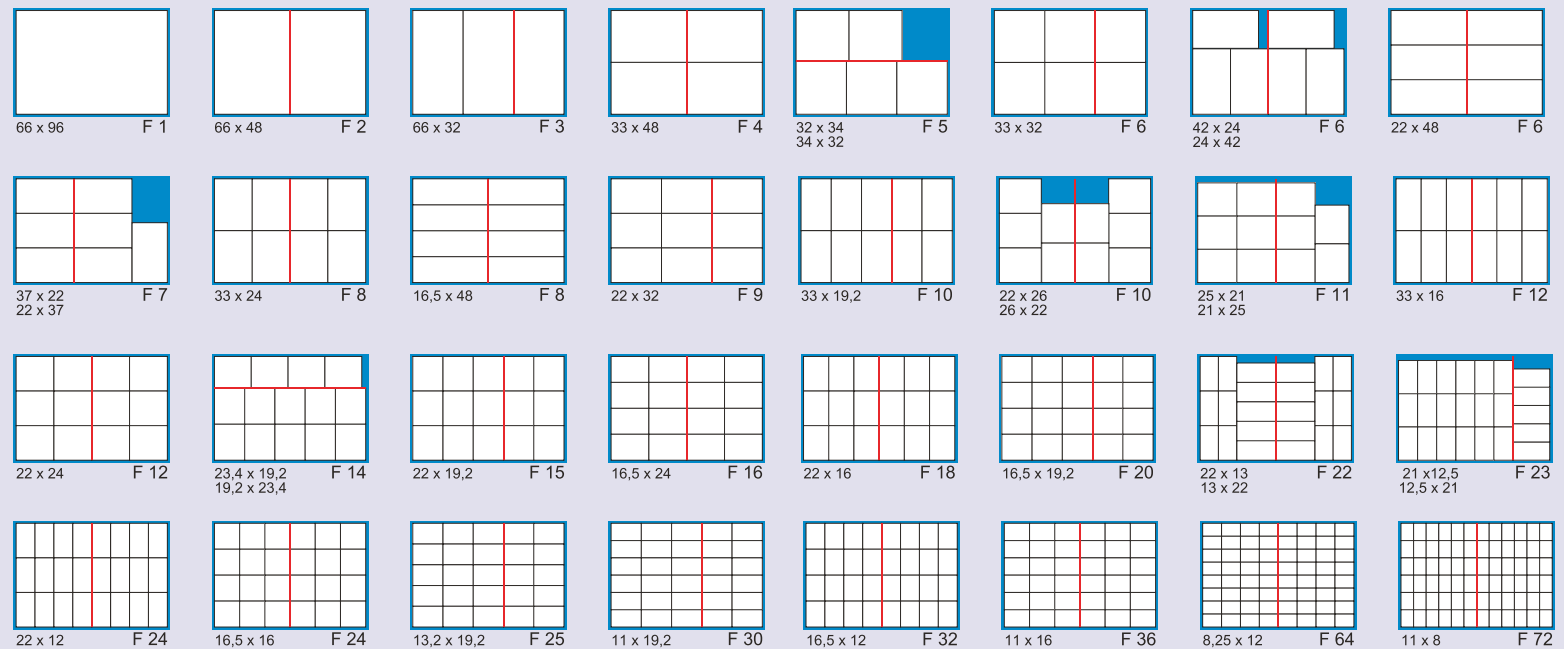 66 x 96 F 1
66 x 48 F 2
66 x 32 F 3
33 x 48 F 4
32 x 34 F 5
34 x 32
33 x 32 F 6
42 x 24 F 6
24 x 42
22 x 48 F 6
37 x 22 F 7
22 x 37
33 x 24 F 8
16,5 x 48 F 8
22 x 32 F 9
33 x 19,2 F 10
22 x 26 F 10
26 x 22
25 x 21 F 11
21 x 25
33 x 16 F 12
22 x 24 F 12
23,4 x 19,2 F 14
19,2 x 23,4
22 x 19,2 F 15
16,5 x 24 F 16
22 x 16 F 18
16,5 x 19,2 F 20
22 x 13 F 22
13 x 22
21 x12,5 F 23
12,5 x 21
22 x 12 F 24
16,5 x 16 F 24
13,2 x 19,2 F 25
11 x 19,2 F 30
16,5 x 12 F 32
11 x 16 F 36
8,25 x 12 F 64
11 x 8 F 72